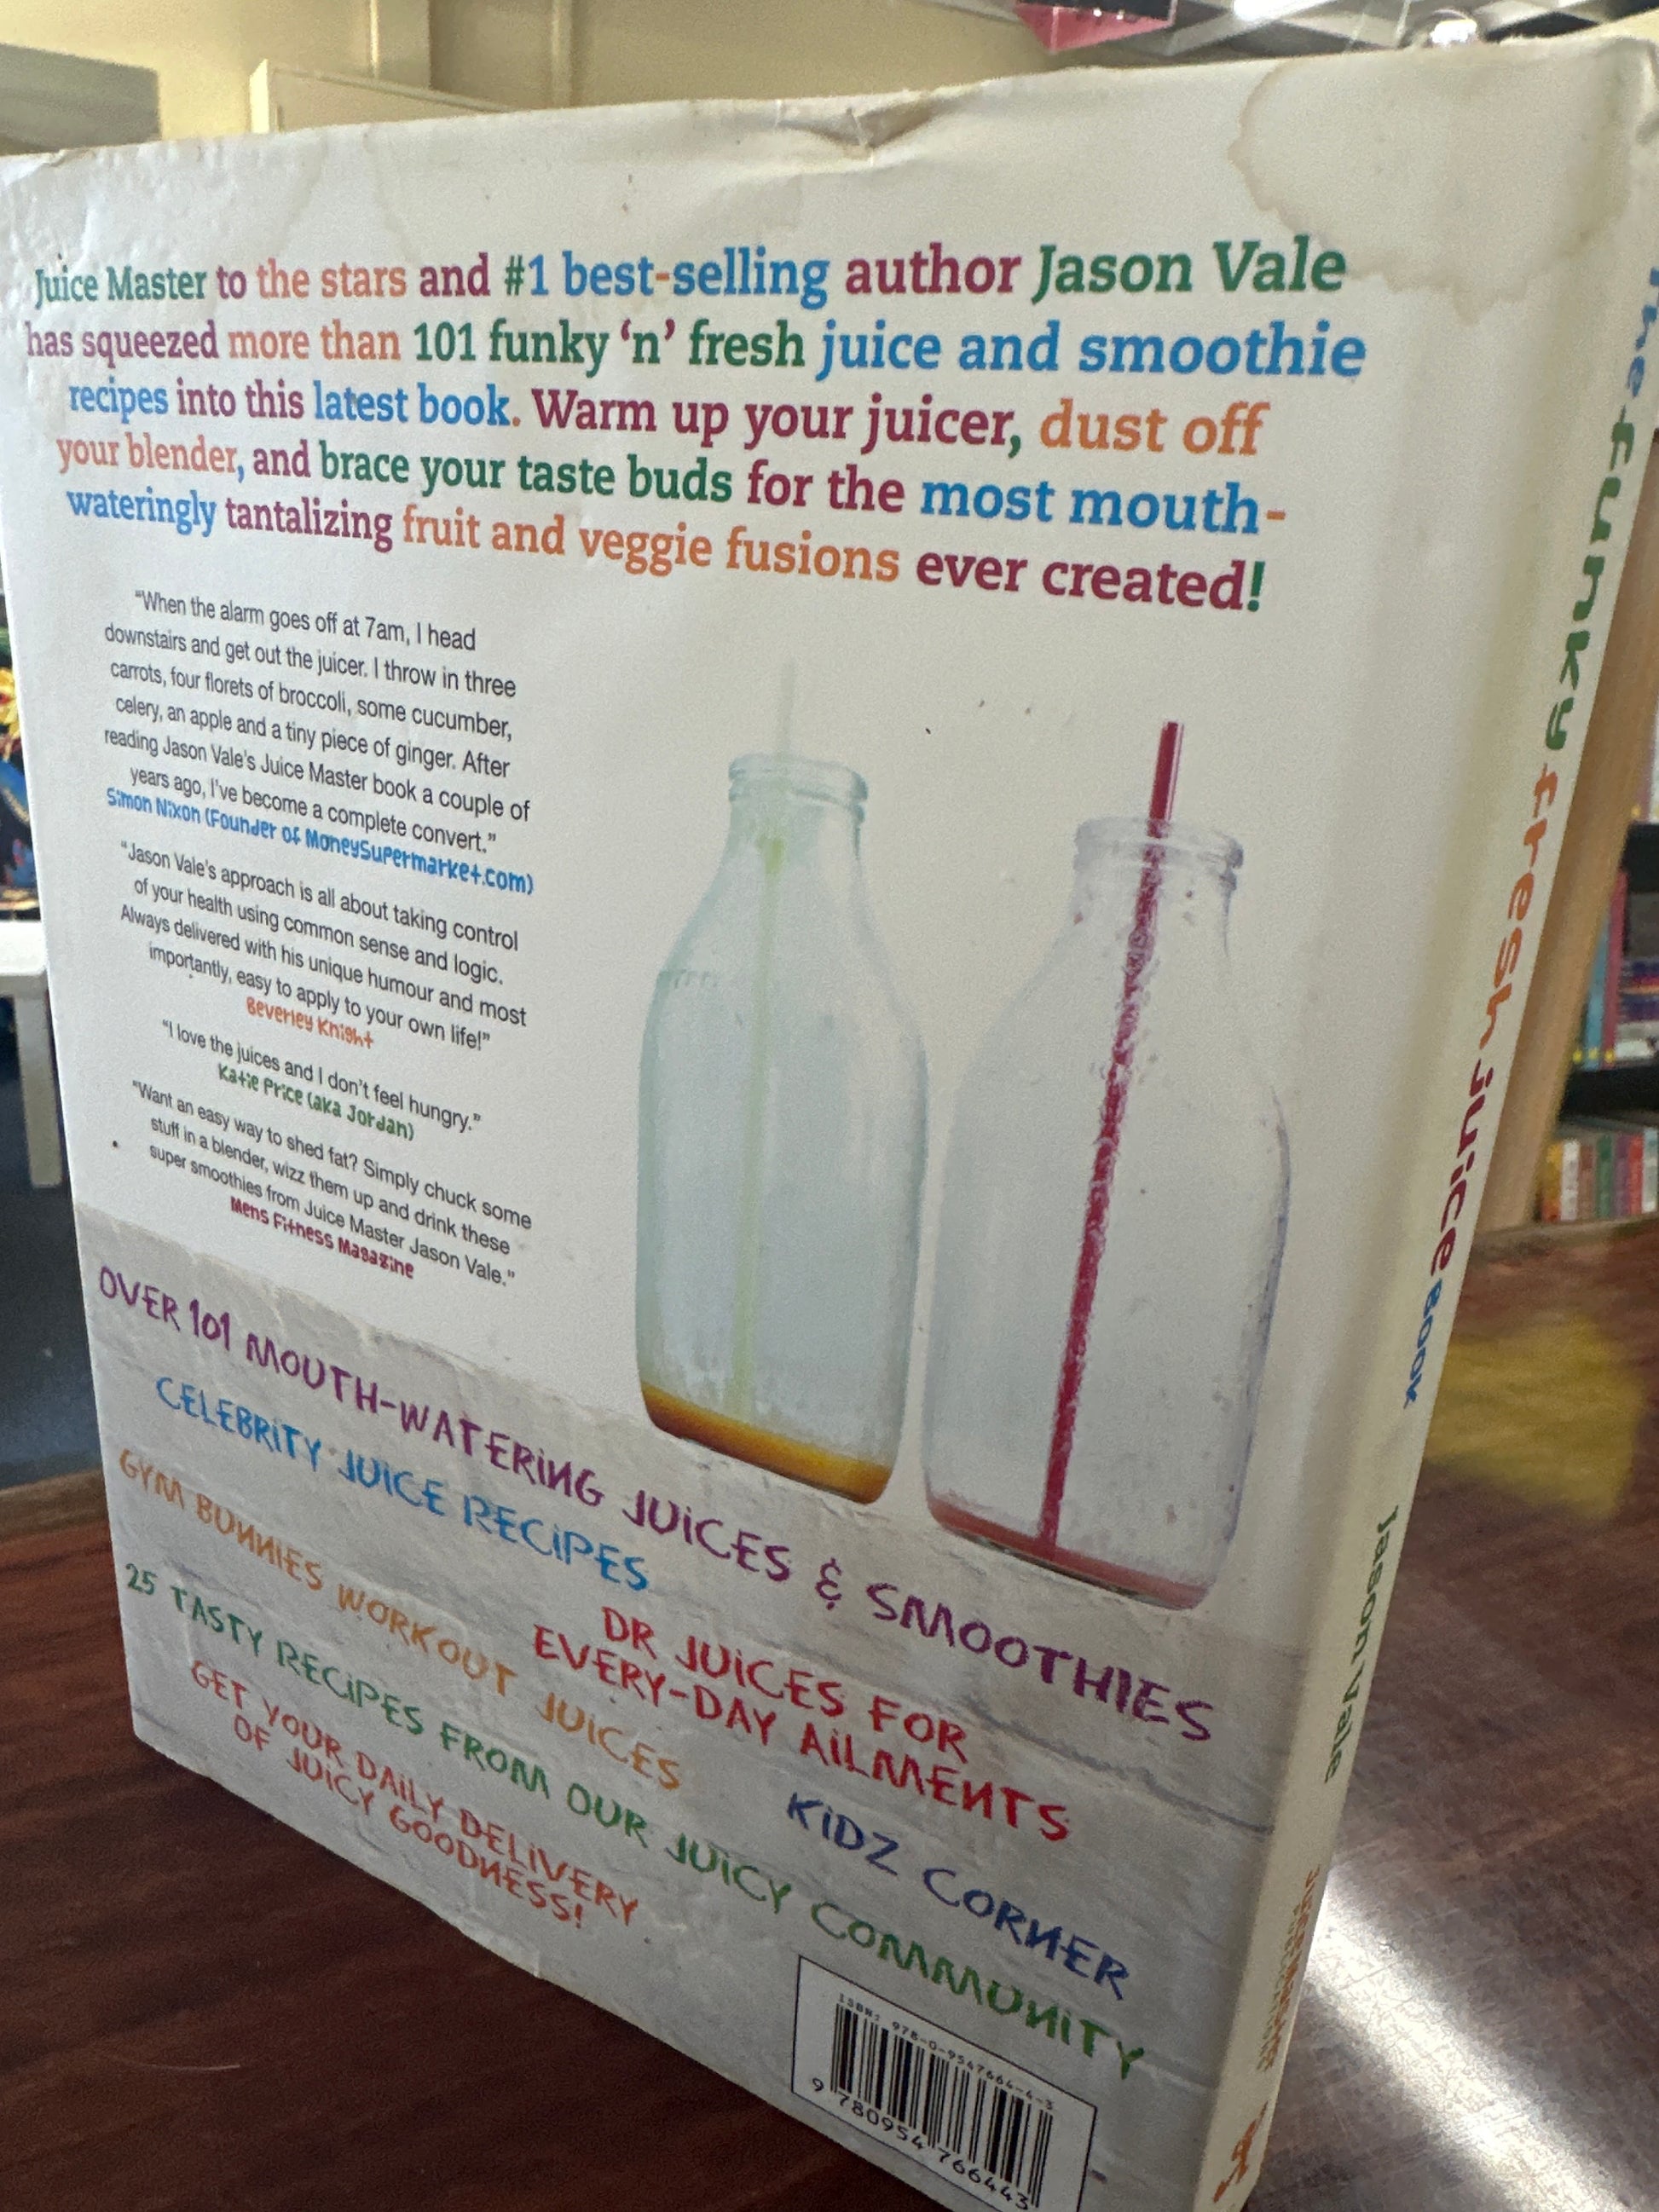 Juice Master to the stars and #1 best-selling author Jason Vale
has squeezed more than 101 funky ‘n’ fresh juice and smoothie
recipes into this latest book. Warm up your juicer, dust off
your blender, and brace your taste buds for the most mouth-
wateringly tantalizing fruit and veggie fusions ever created!
“When the alarm goes off at 7am, I head
downstairs and get out the juicer. I throw in three
carrots, four florets of broccoli, some cucumber,
celery, an apple and a tiny piece of ginger. After
reading Jason Vale’s Juice Master book a couple of
years ago, I’ve become a complete convert.”
Simon Nixon (Founder of MoneySupermarket.com)
“Jason Vale’s approach is all about taking control
of your health using common sense and logic.
Always delivered with his unique humour and most
importantly, easy to apply to your own life!”
Beverley Knight
“I love the juices and I don’t feel hungry.”
Katie Price (aka Jordan)
“Want an easy way to shed fat? Simply chuck some
stuff in a blender, wizz them up and drink these
super smoothies from Juice Master Jason Vale.”
Mens Fitness Magazine
OVER 101 MOUTH-WATERING JUICES & SMOOTHIES
CELEBRITY JUICE RECIPES
DR JUICES FOR
EVERY-DAY AILMENTS
GYM BUNNIES WORKOUT JUICES
KIDZ CORNER
25 TASTY RECIPES FROM OUR JUICY COMMUNITY
GET YOUR DAILY DELIVERY
OF JUICY GOODNESS!
ISBN: 978-0-9547664-4-3
9 780954 766443
the funky fresh juice book
Jason Vale